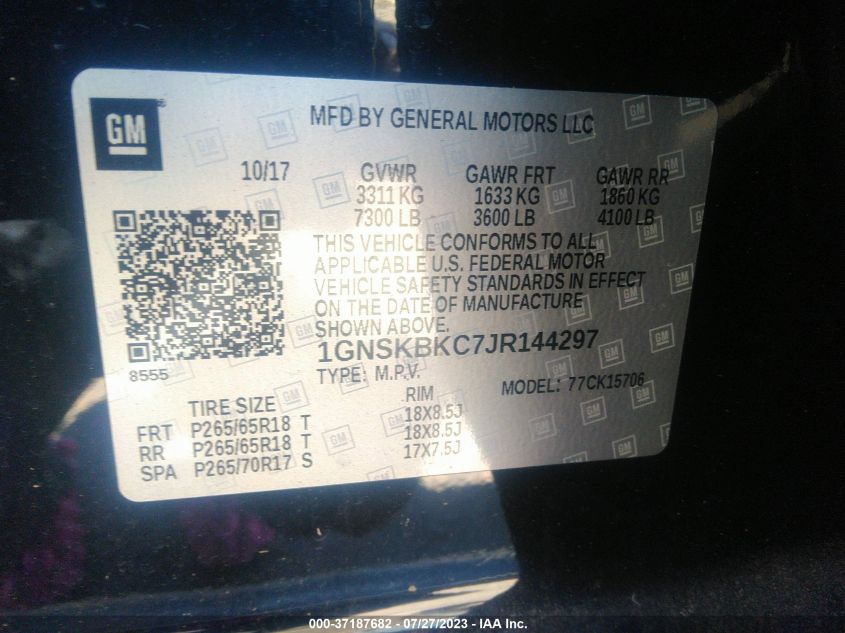 GM ®
MFD BY GENERAL MOTORS LLC
10/17 GVWR GAWR FRT GAWR RR
3311 KG 1633 KG 1860 KG
7300 LB 3600 LB 4100 LB
THIS VEHICLE CONFORMS TO ALL
APPLICABLE U.S. FEDERAL MOTOR
VEHICLE SAFETY STANDARDS IN EFFECT
ON THE DATE OF MANUFACTURE
SHOWN ABOVE.
1GNSKBKC7JR144297
8555
TYPE: M.P.V. MODEL: 77CK15706
TIRE SIZE RIM
FRT P265/65R18 T 18X8.5J
RR P265/65R18 T 18X8.5J
SPA P265/70R17 S 17X7.5J
000-37187682 - 07/27/2023 - IAA Inc.